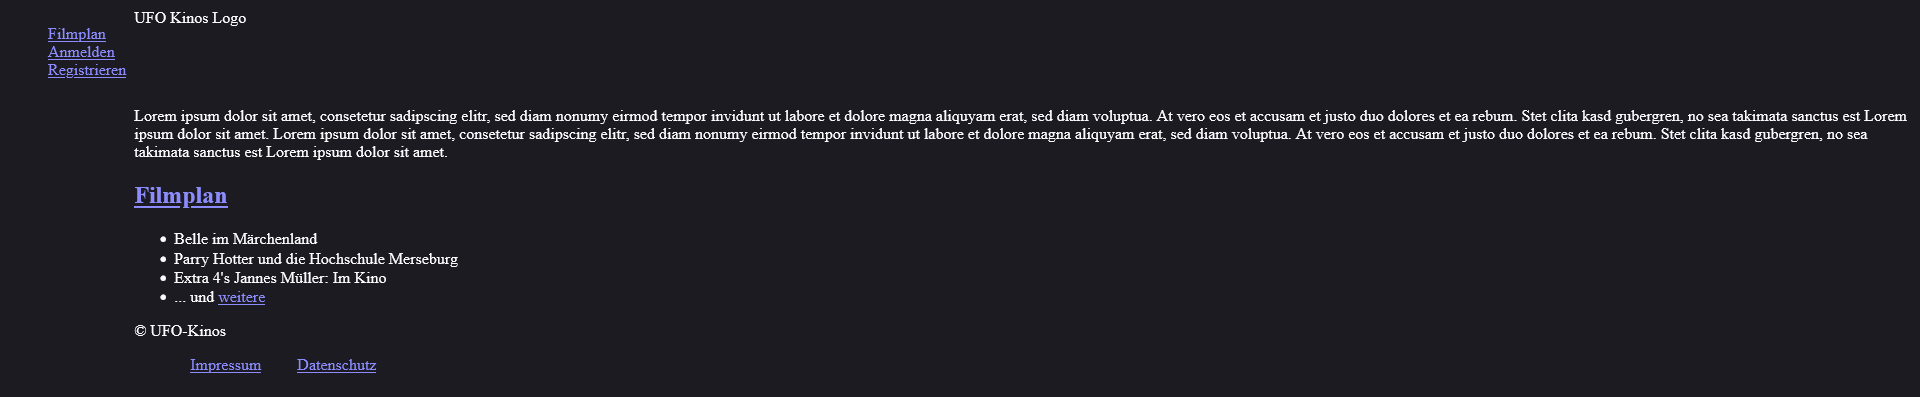 UFO Kinos Logo
Filmplan
Anmelden
Registrieren
Lorem ipsum dolor sit amet, consetetur sadipscing elitr, sed diam nonumy eirmod tempor invidunt ut labore et dolore magna aliquyam erat, sed diam voluptua. At vero eos et accusam et justo duo dolores et ea rebum. Stet clita kasd gubergren, no sea takimata sanctus est Lorem
ipsum dolor sit amet. Lorem ipsum dolor sit amet, consetetur sadipscing elitr, sed diam nonumy eirmod tempor invidunt ut labore et dolore magna aliquyam erat, sed diam voluptua. At vero eos et accusam et justo duo dolores et ea rebum. Stet clita kasd gubergren, no sea
takimata sanctus est Lorem ipsum dolor sit amet.
Filmplan
• Belle im Märchenland
• Parry Hotter und die Hochschule Merseburg
• Extra 4's Jannes Müller: Im Kino
• ... und weitere
© UFO-Kinos
Impressum Datenschutz